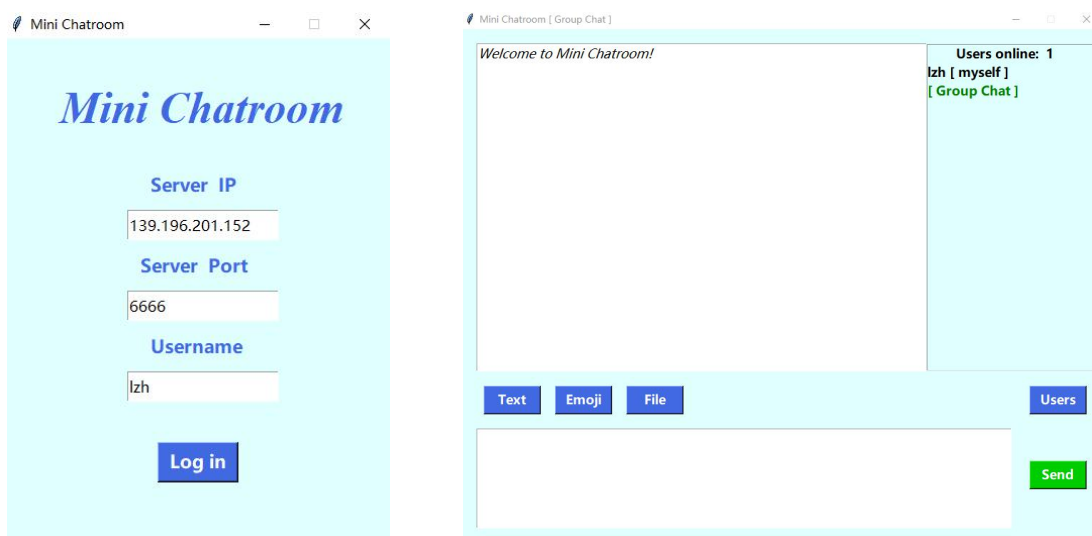 Mini Chatroom
Mini Chatroom
Server IP
139.196.201.152
Server Port
6666
Username
lzh
Log in
Mini Chatroom [ Group Chat ]
Welcome to Mini Chatroom!
Users online: 1
lzh [ myself ]
[ Group Chat ]
Text Emoji File Users
Send